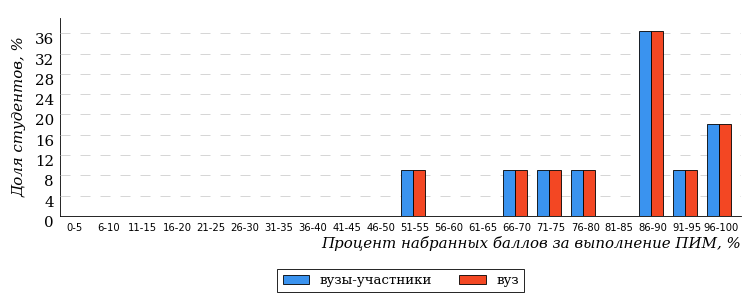 Доля студентов, %
36
32
28
24
20
16
12
8
4
0
0-5 6-10 11-15 16-20 21-25 26-30 31-35 36-40 41-45 46-50 51-55 56-60 61-65 66-70 71-75 76-80 81-85 86-90 91-95 96-100
Процент набранных баллов за выполнение ПИМ, %
вузы-участники вуз